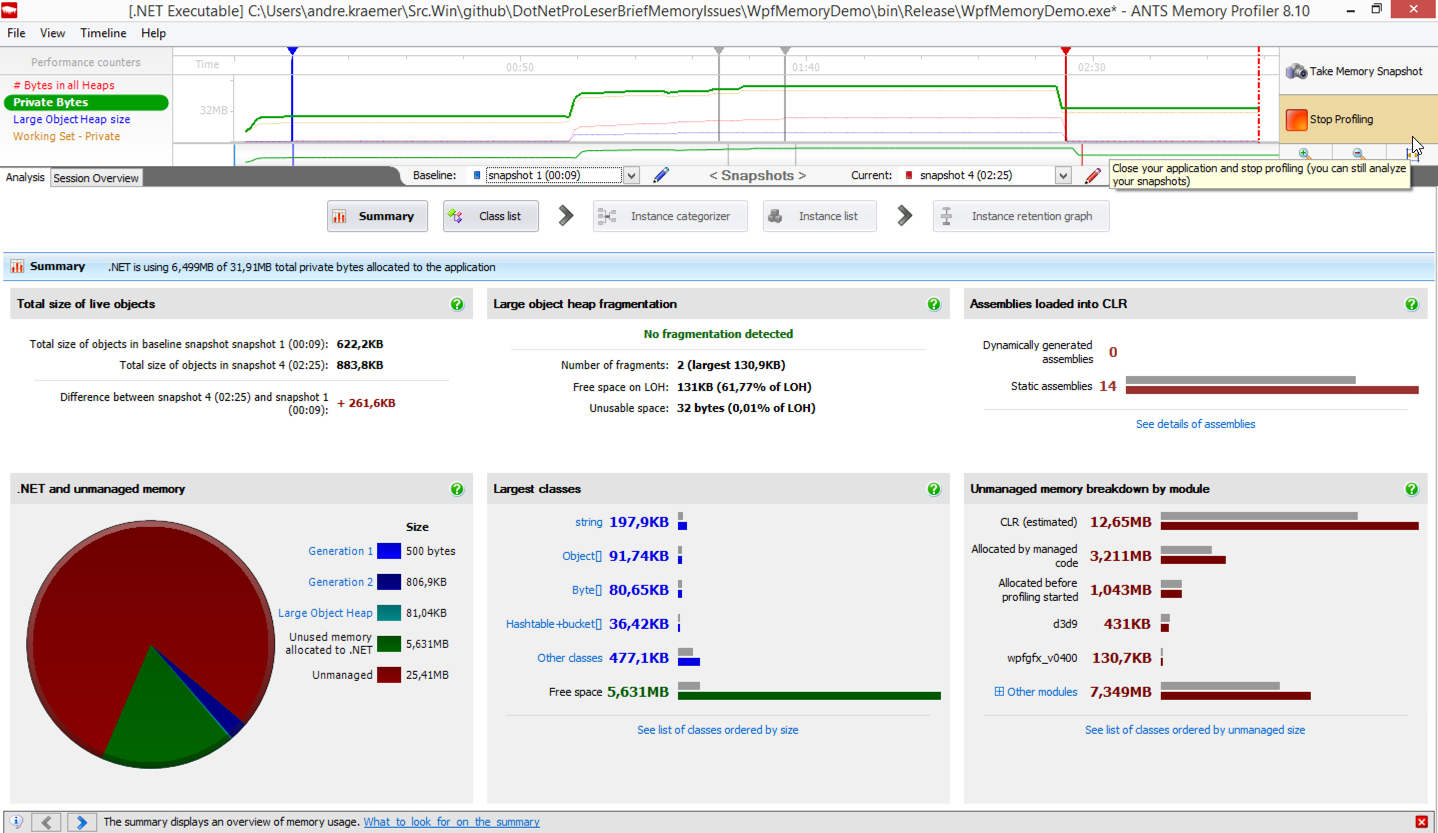 [.NET Executable] C:\Users\andre.kraemer\Src.Win\github\DotNetProLeserBriefMemoryIssues\WpfMemoryDemo\bin\Release\WpfMemoryDemo.exe* - ANTS Memory Profiler 8.10
File View Timeline Help
Performance counters
# Bytes in all Heaps
Private Bytes
Large Object Heap size
Working Set - Private
Time 00:50 01:40 02:30
32MB
Take Memory Snapshot
Stop Profiling
Close your application and stop profiling (you can still analyze
your snapshots)
Analysis Session Overview
Baseline: snapshot 1 (00:09) < Snapshots > Current: snapshot 4 (02:25)
Summary Class list Instance categorizer Instance list Instance retention graph
Summary .NET is using 6,499MB of 31,91MB total private bytes allocated to the application
Total size of live objects
Total size of objects in baseline snapshot snapshot 1 (00:09): 622,2KB
Total size of objects in snapshot 4 (02:25): 883,8KB
Difference between snapshot 4 (02:25) and snapshot 1
(00:09): + 261,6KB
Large object heap fragmentation
No fragmentation detected
Number of fragments: 2 (largest 130,9KB)
Free space on LOH: 131KB (61,77% of LOH)
Unusable space: 32 bytes (0,01% of LOH)
Assemblies loaded into CLR
Dynamically generated
assemblies 0
Static assemblies 14
See details of assemblies
.NET and unmanaged memory
Size
Generation 1 500 bytes
Generation 2 806,9KB
Large Object Heap 81,04KB
Unused memory
allocated to .NET 5,631MB
Unmanaged 25,41MB
Largest classes
string 197,9KB
Object[] 91,74KB
Byte[] 80,65KB
Hashtable+bucket[] 36,42KB
Other classes 477,1KB
Free space 5,631MB
See list of classes ordered by size
Unmanaged memory breakdown by module
CLR (estimated) 12,65MB
Allocated by managed
code 3,211MB
Allocated before
profiling started 1,043MB
d3d9 431KB
wpfgfx_v0400 130,7KB
Other modules 7,349MB
See list of classes ordered by unmanaged size
The summary displays an overview of memory usage. What to look for on the summary